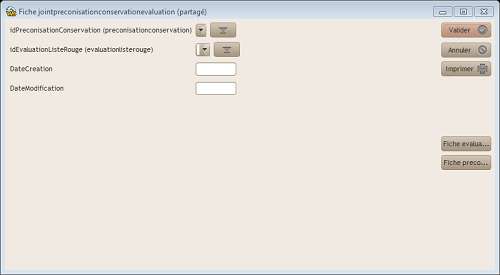 Fiche jointpreconisationconservationevaluation (partagé)
idPreconisationConservation (preconisationconservation)
Valider
idEvaluationListeRouge (evaluationlisterouge)
Annuler
DateCreation
Imprimer
DateModification
Fiche evalua...
Fiche preco...